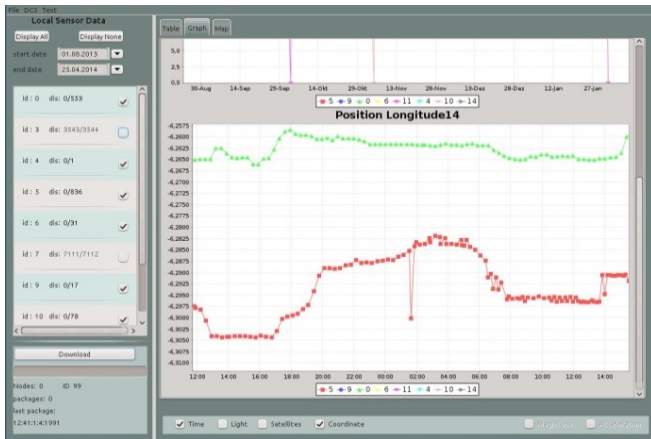 File DCS Test
Local Sensor Data
Display All Display None
start date 01.08.2013
end date 25.04.2014
id : 0 dis: 0/553
id : 3 dis: 3543/3544
id : 4 dis: 0/1
id : 5 dis: 0/836
id : 6 dis: 0/31
id : 7 dis: 7111/7112
id : 9 dis: 0/17
id : 10 dis: 0/78
Download
Nodes: 0 ID 99
packages: 0
last package:
12:41:1:4:1991
Table Graph Map
5,0
2,5
0,0
30-Aug 14-Sep 29-Sep 14-Okt 29-Okt 13-Nov 28-Nov 13-Dez 28-Dez 12-Jan 27-Jan
5 9 0 6 11 4 10 14
Position Longitude14
-6,2575
-6,2600
-6,2625
-6,2650
-6,2675
-6,2700
-6,2725
-6,2750
-6,2775
-6,2800
-6,2825
-6,2850
-6,2875
-6,2900
-6,2925
-6,2950
-6,2975
-6,3000
-6,3025
-6,3050
-6,3075
-6,3100
12:00 14:00 16:00 18:00 20:00 22:00 00:00 02:00 04:00 06:00 08:00 10:00 12:00 14:00
5 9 0 6 11 4 10 14
Time Light Satellites Coordinate